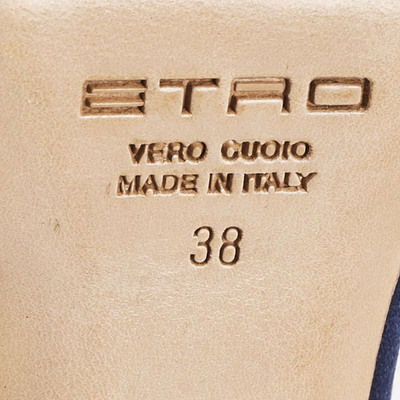 ETRO
VERO CUOIO
MADE IN ITALY
38